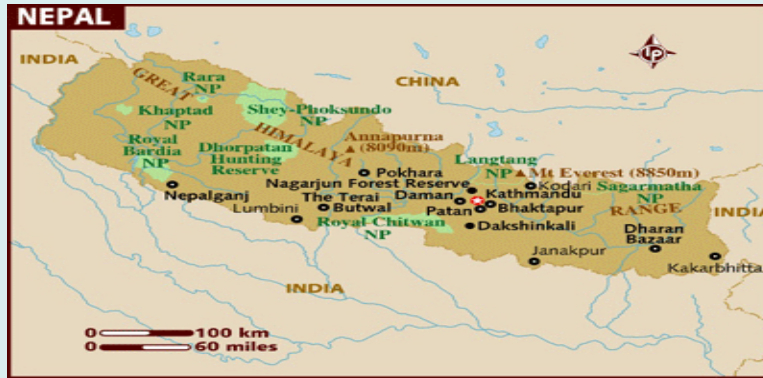 NEPAL
INDIA
CHINA
GREAT
HIMALAYA
RANGE
Rara
NP
Khaptad
NP
Shey-Phoksundo
NP
Royal
Bardia
NP
Dhorpatan
Hunting
Reserve
Annapurna
(8090m)
Pokhara
Langtang
NP
Mt Everest (8850m)
Nagarjun Forest Reserve
Kathmandu
Kodari
Sagarmatha
NP
Nepalganj
The Terai
Daman
Lumbini
Butwal
Patan
Bhaktapur
Royal Chitwan
NP
Dakshinkali
INDIA
Dharan
Bazaar
Janakpur
Kakarbhitta
INDIA
0
100 km
0
60 miles
LP